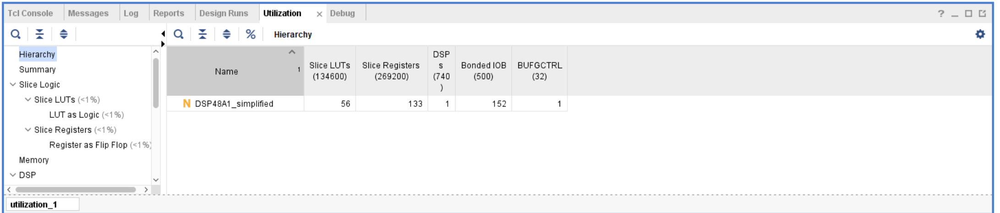 Tcl Console Messages Log Reports Design Runs Utilization × Debug ?
% Hierarchy
Hierarchy
Summary
Slice Logic
Slice LUTs (<1%)
LUT as Logic (<1%)
Slice Registers (<1%)
Register as Flip Flop (<1%)
Memory
DSP
Name 1
Slice LUTs
(134600)
Slice Registers
(269200)
DSP
s
(740
)
Bonded IOB
(500)
BUFGCTRL
(32)
N DSP48A1_simplified 56 133 1 152 1
utilization_1